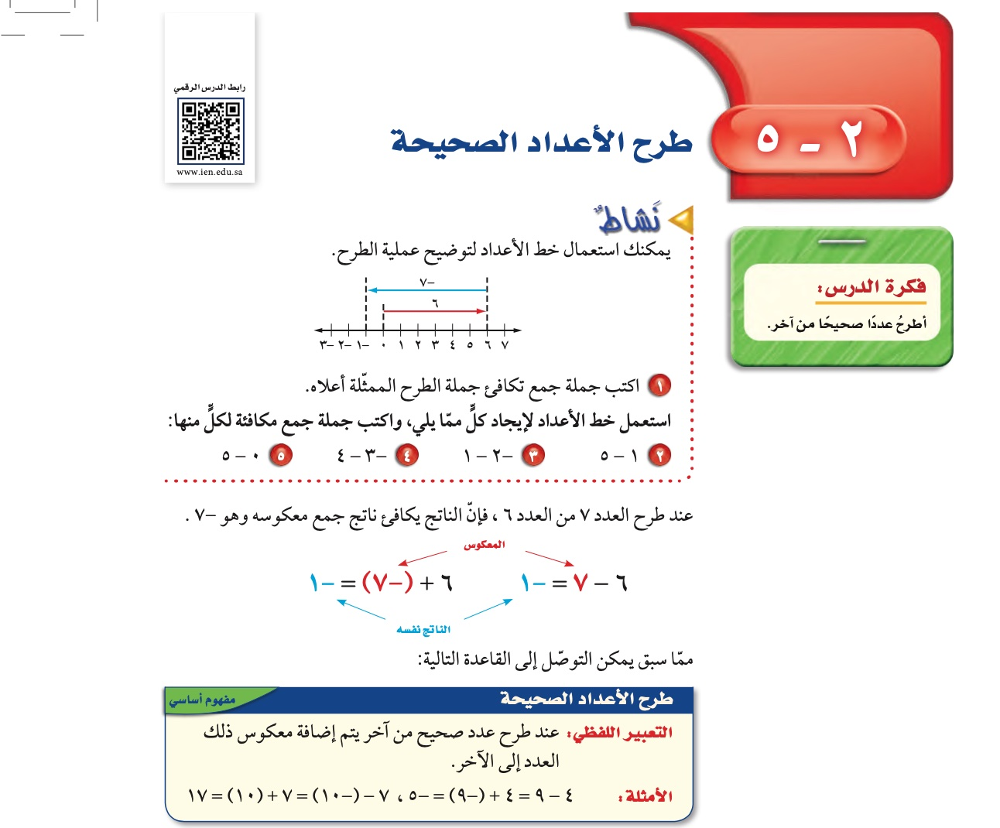 رابط الدرس الرقمي
www.ien.edu.sa
٢ - ٥
طرح الأعداد الصحيحة
فكرة الدرس:
أطرحُ عددًا صحيحًا من آخر.
نَشاطٌ
يمكنك استعمال خط الأعداد لتوضيح عملية الطرح.
−٧
٦
−٣ −٢ −١ ٠ ١ ٢ ٣ ٤ ٥ ٦ ٧
١ اكتب جملة جمع تكافئ جملة الطرح الممثّلة أعلاه.
استعمل خط الأعداد لإيجاد كلٍّ ممّا يلي، واكتب جملة جمع مكافئة لكلٍّ منها:
٢ ١ − ٥ ٣ −٢ − ١ ٤ −٣ − ٤ ٥ ٠ − ٥
عند طرح العدد ٧ من العدد ٦ ، فإنّ الناتج يكافئ ناتج جمع معكوسه وهو −٧ .
المعكوس
٦ − ٧ = −١ ٦ + (−٧) = −١
الناتج نفسه
ممّا سبق يمكن التوصّل إلى القاعدة التالية:
طرح الأعداد الصحيحة مفهوم أساسي
التعبير اللفظي: عند طرح عدد صحيح من آخر يتم إضافة معكوس ذلك
العدد إلى الآخر.
الأمثلة: ٤ − ٩ = ٤ + (−٩) = −٥ ، ٧ − (−١٠) = ٧ + (١٠) = ١٧